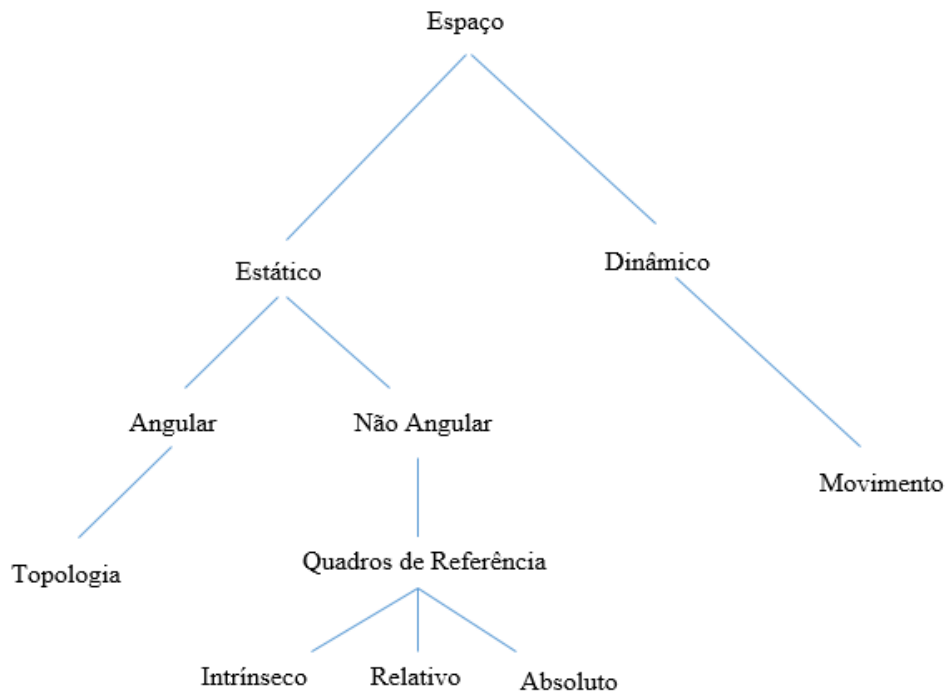 Espaço
Estático
Dinâmico
Angular
Não Angular
Movimento
Topologia
Quadros de Referência
Intrínseco
Relativo
Absoluto